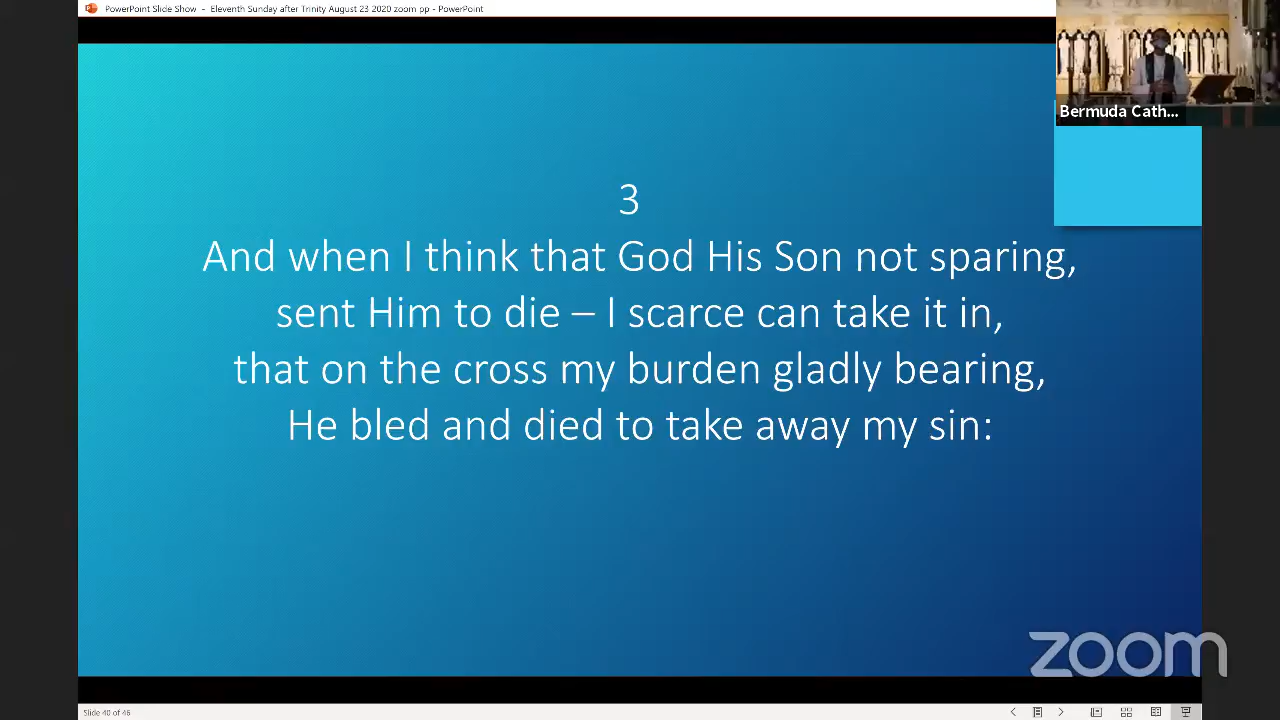 PowerPoint Slide Show - Eleventh Sunday after Trinity August 23 2020 zoom pp - PowerPoint
Bermuda Cath...
3
And when I think that God His Son not sparing,
sent Him to die – I scarce can take it in,
that on the cross my burden gladly bearing,
He bled and died to take away my sin:
zoom
Slide 40 of 46